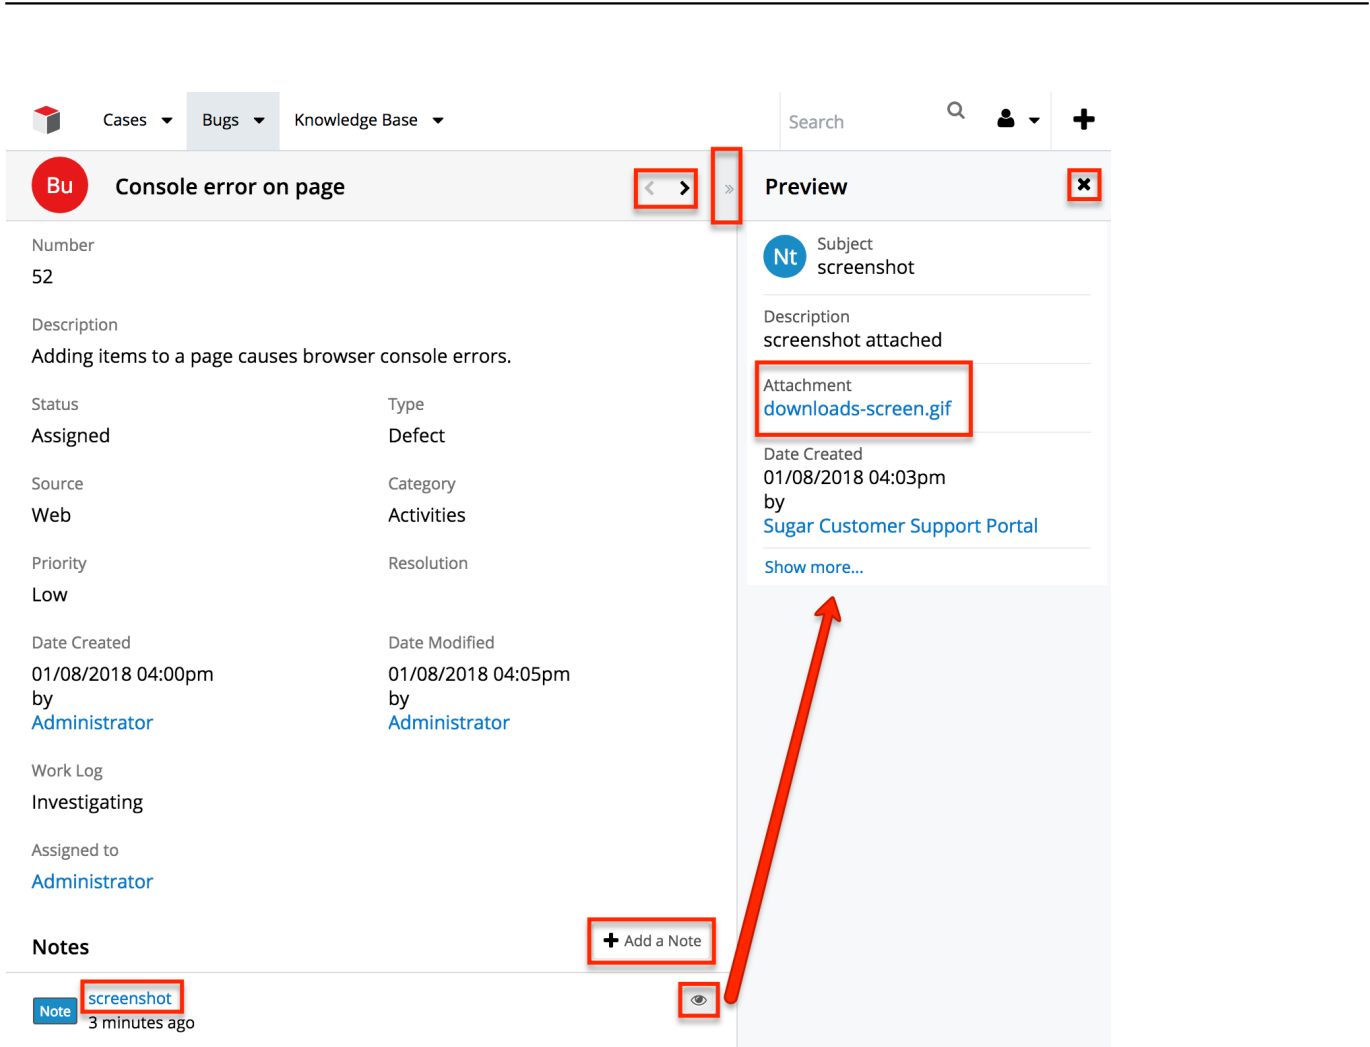 Cases
Bugs
Knowledge Base
Search
Bu
Console error on page
Number
52
Description
Adding items to a page causes browser console errors.
Status
Type
Assigned
Defect
Source
Category
Web
Activities
Priority
Resolution
Low
Date Created
Date Modified
01/08/2018 04:00pm
01/08/2018 04:05pm
by
by
Administrator
Administrator
Work Log
Investigating
Assigned to
Administrator
Notes
Add a Note
Note
screenshot
3 minutes ago
Preview
Nt
Subject
screenshot
Description
screenshot attached
Attachment
downloads-screen.gif
Date Created
01/08/2018 04:03pm
by
Sugar Customer Support Portal
Show more...